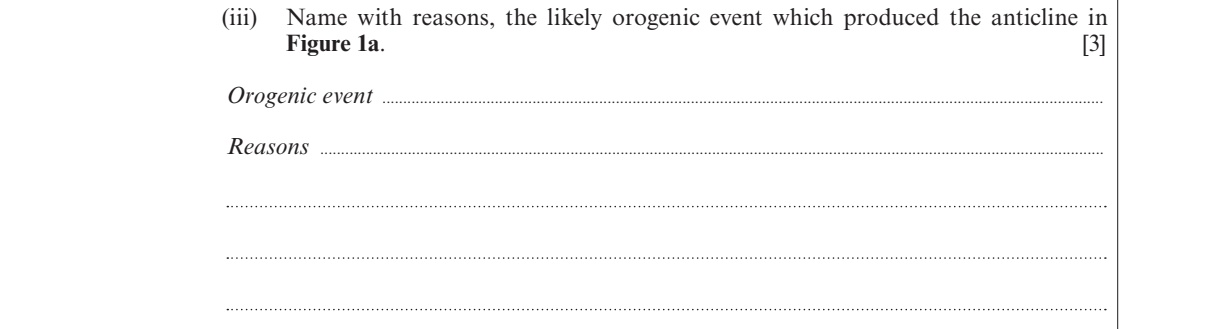 (iii) Name with reasons, the likely orogenic event which produced the anticline in
Figure 1a. [3]
Orogenic event
Reasons